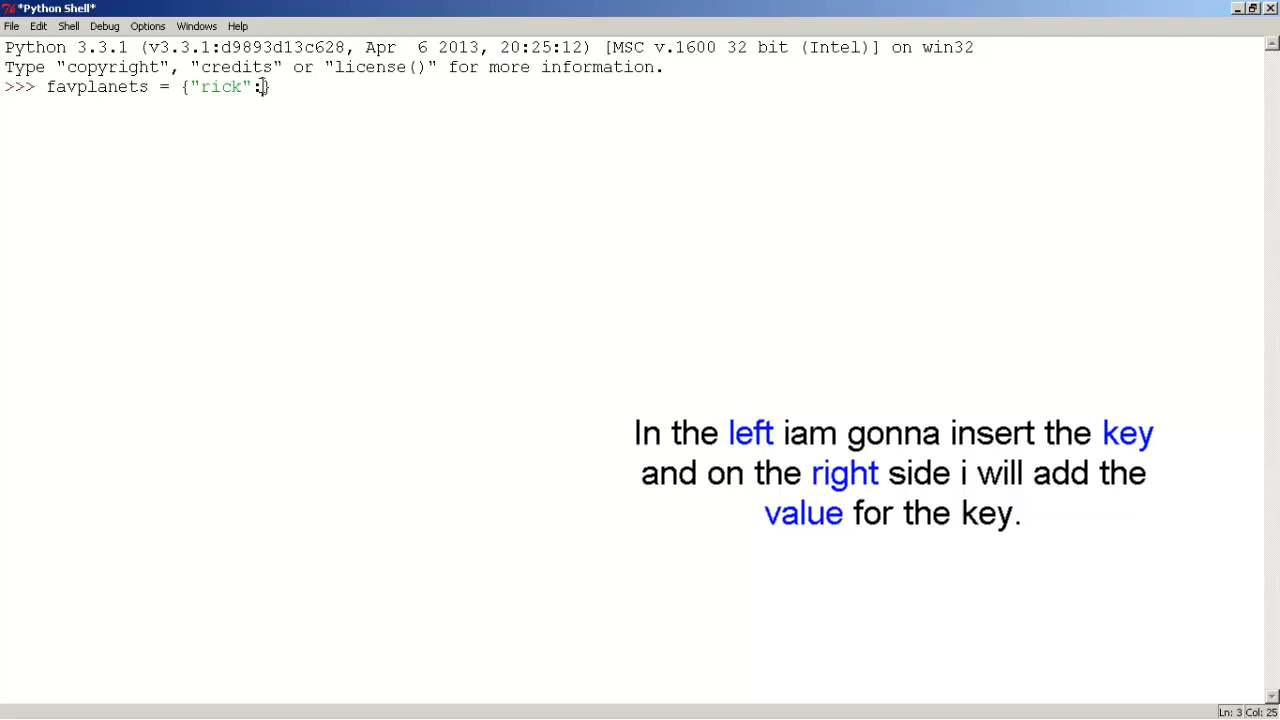 *Python Shell*
File Edit Shell Debug Options Windows Help
Python 3.3.1 (v3.3.1:d9893d13c628, Apr  6 2013, 20:25:12) [MSC v.1600 32 bit (Intel)] on win32
Type "copyright", "credits" or "license()" for more information.
>>> favplanets = {"rick":}
In the left iam gonna insert the key
and on the right side i will add the
value for the key.
Ln: 3 Col: 25